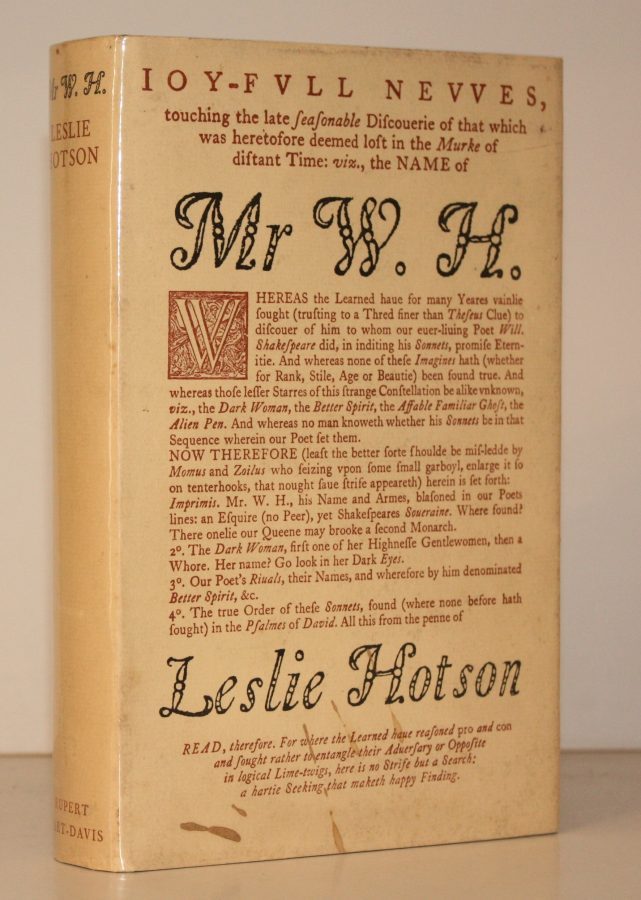 Mr W. H.
LESLIE
HOTSON
RUPERT
HART-DAVIS
IOY-FVLL NEVVES,
touching the late ſeaſonable Diſcouerie of that which
was heretofore deemed loſt in the Murke of
diſtant Time: viz., the NAME of
Mr W. H.
WHEREAS the Learned haue for many Yeares vainlie
ſought (truſting to a Thred finer than Theſeus Clue) to
diſcouer of him to whom our euer-liuing Poet Will.
Shakeſpeare did, in inditing his Sonnets, promiſe Etern-
itie. And whereas none of theſe Imagines hath (whether
for Rank, Stile, Age or Beautie) been found true. And
whereas thoſe leſſer Starres of this ſtrange Conſtellation be alike vnknown,
viz., the Dark Woman, the Better Spirit, the Affable Familiar Ghoſt, the
Alien Pen. And whereas no man knoweth whether his Sonnets be in that
Sequence wherein our Poet ſet them.
NOW THEREFORE (leaſt the better ſorte ſhoulde be miſ-ledde by
Momus and Zoilus who ſeizing vpon ſome ſmall garboyl, enlarge it ſo
on tenterhooks, that nought ſaue ſtrife appeareth) herein is ſet forth:
Imprimis. Mr. W. H., his Name and Armes, blaſoned in our Poets
lines: an Eſquire (no Peer), yet Shakeſpeares Soueraine. Where found?
There onelie our Queene may brooke a ſecond Monarch.
2º. The Dark Woman, firſt one of her Highneſſe Gentlewomen, then a
Whore. Her name? Go look in her Dark Eyes.
3º. Our Poet's Riuals, their Names, and wherefore by him denominated
Better Spirit, &c.
4º. The true Order of theſe Sonnets, found (where none before hath
ſought) in the Pſalmes of David. All this from the penne of
Leslie Hotson
READ, therefore. For where the Learned haue reaſoned pro and con
and ſought rather to entangle their Aduerſary or Oppoſite
in logical Lime-twigs, here is no Strife but a Search:
a hartie Seeking that maketh happy Finding.